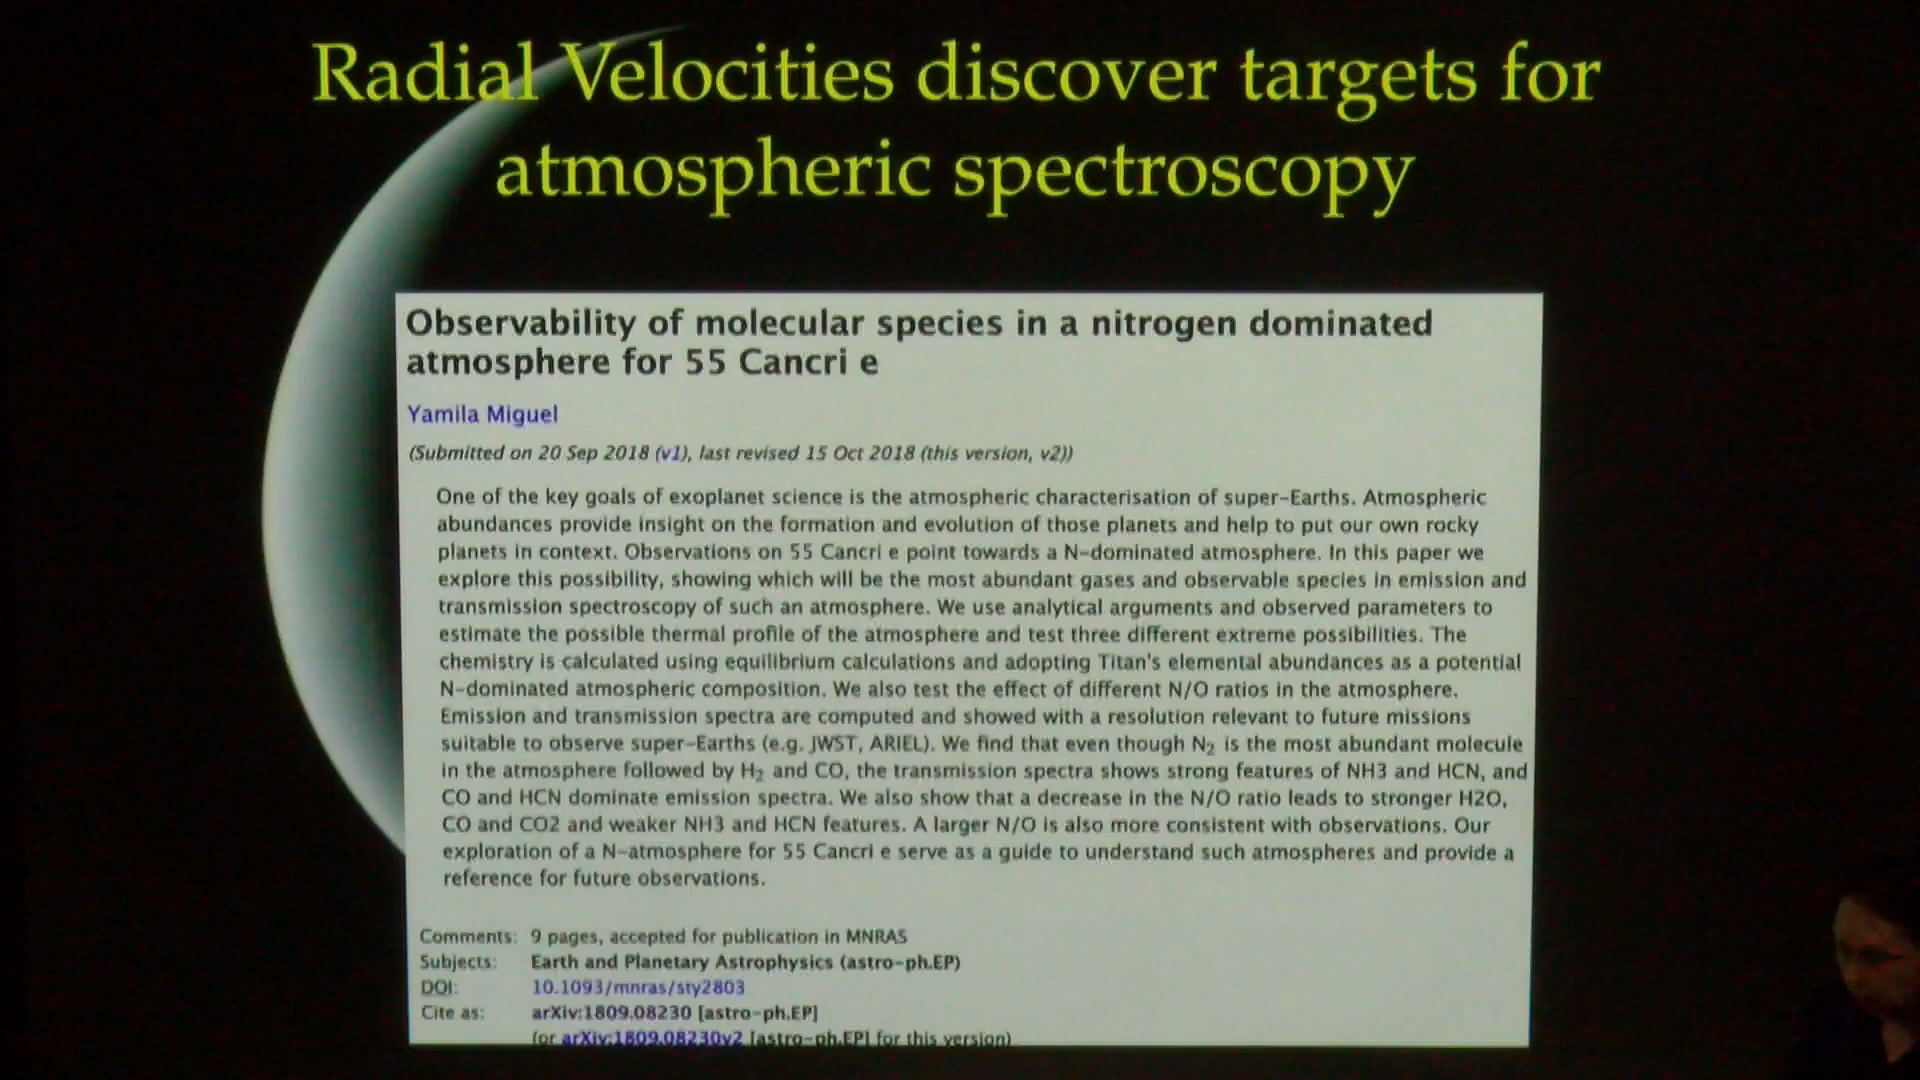 Radial Velocities discover targets for
atmospheric spectroscopy
Observability of molecular species in a nitrogen dominated
atmosphere for 55 Cancri e
Yamila Miguel
(Submitted on 20 Sep 2018 (v1), last revised 15 Oct 2018 (this version, v2))
One of the key goals of exoplanet science is the atmospheric characterisation of super-Earths. Atmospheric
abundances provide insight on the formation and evolution of those planets and help to put our own rocky
planets in context. Observations on 55 Cancri e point towards a N-dominated atmosphere. In this paper we
explore this possibility, showing which will be the most abundant gases and observable species in emission and
transmission spectroscopy of such an atmosphere. We use analytical arguments and observed parameters to
estimate the possible thermal profile of the atmosphere and test three different extreme possibilities. The
chemistry is calculated using equilibrium calculations and adopting Titan's elemental abundances as a potential
N-dominated atmospheric composition. We also test the effect of different N/O ratios in the atmosphere.
Emission and transmission spectra are computed and showed with a resolution relevant to future missions
suitable to observe super-Earths (e.g. JWST, ARIEL). We find that even though N₂ is the most abundant molecule
in the atmosphere followed by H₂ and CO, the transmission spectra shows strong features of NH3 and HCN, and
CO and HCN dominate emission spectra. We also show that a decrease in the N/O ratio leads to stronger H2O,
CO and CO2 and weaker NH3 and HCN features. A larger N/O is also more consistent with observations. Our
exploration of a N-atmosphere for 55 Cancri e serve as a guide to understand such atmospheres and provide a
reference for future observations.
Comments: 9 pages, accepted for publication in MNRAS
Subjects: Earth and Planetary Astrophysics (astro-ph.EP)
DOI: 10.1093/mnras/sty2803
Cite as: arXiv:1809.08230 [astro-ph.EP]
(or arXiv:1809.08230v2 [astro-ph.EP] for this version)